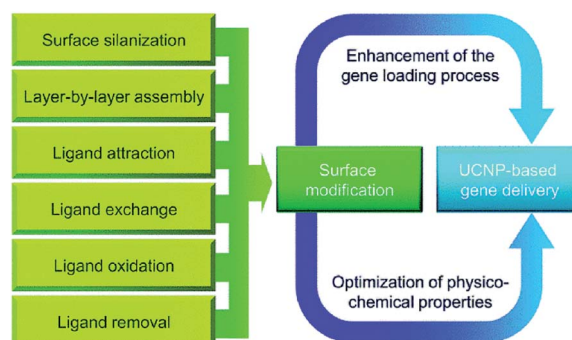 Surface silanization
Layer-by-layer assembly
Ligand attraction
Ligand exchange
Ligand oxidation
Ligand removal
Enhancement of the
gene loading process
Surface
modification
UCNP-based
gene delivery
Optimization of physico-
chemical properties